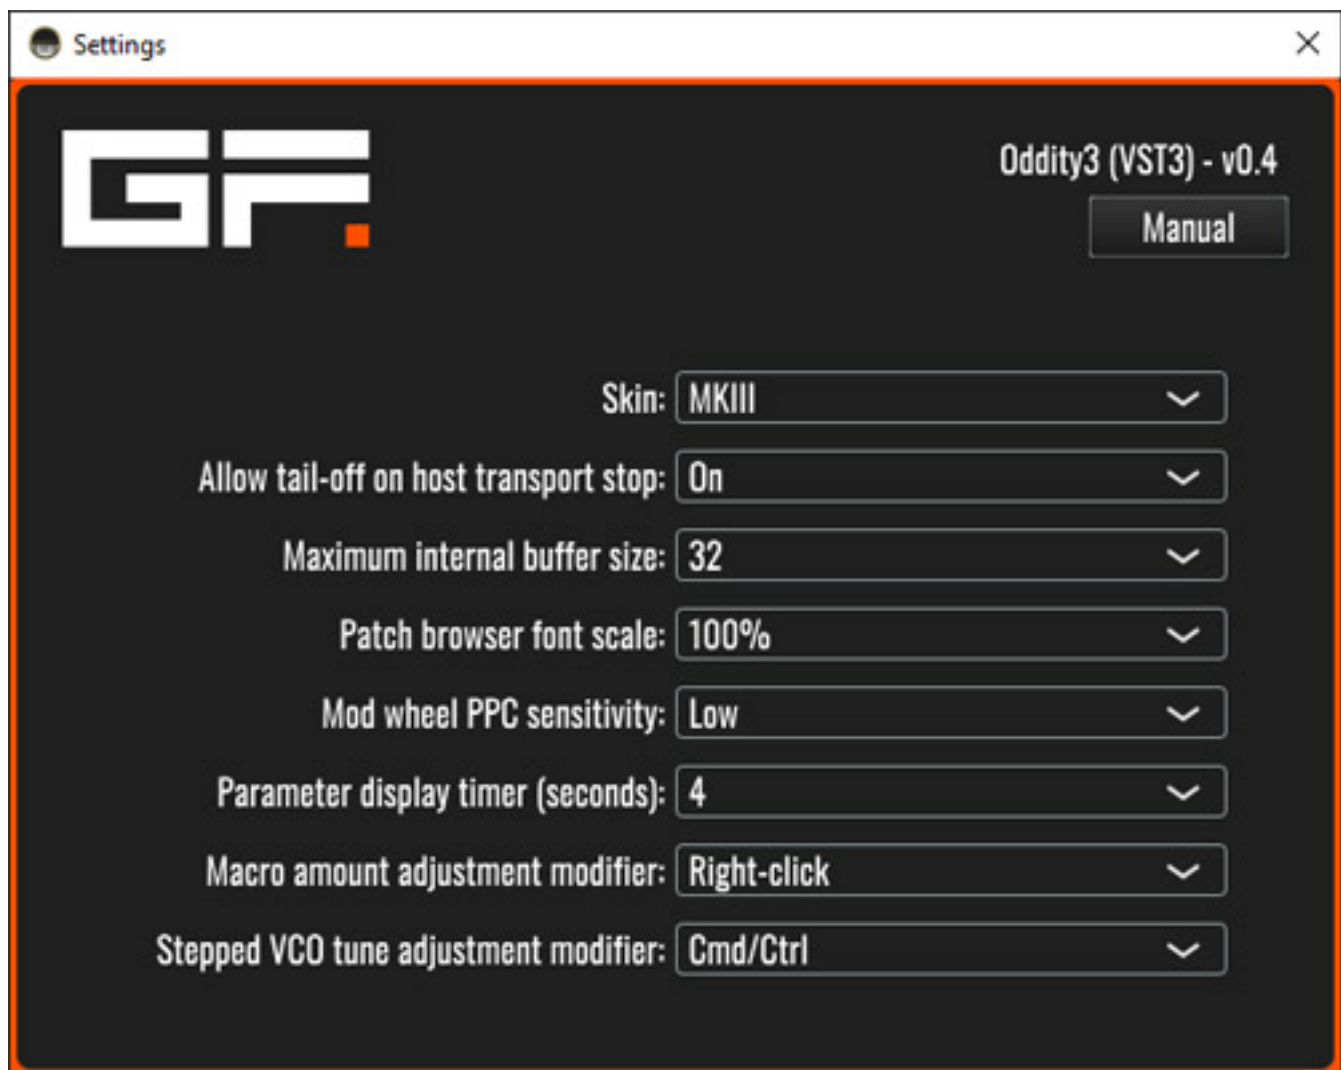 Settings
GF.
Oddity3 (VST3) - v0.4
Manual
Skin: MKIII
Allow tail-off on host transport stop: On
Maximum internal buffer size: 32
Patch browser font scale: 100%
Mod wheel PPC sensitivity: Low
Parameter display timer (seconds): 4
Macro amount adjustment modifier: Right-click
Stepped VCO tune adjustment modifier: Cmd/Ctrl